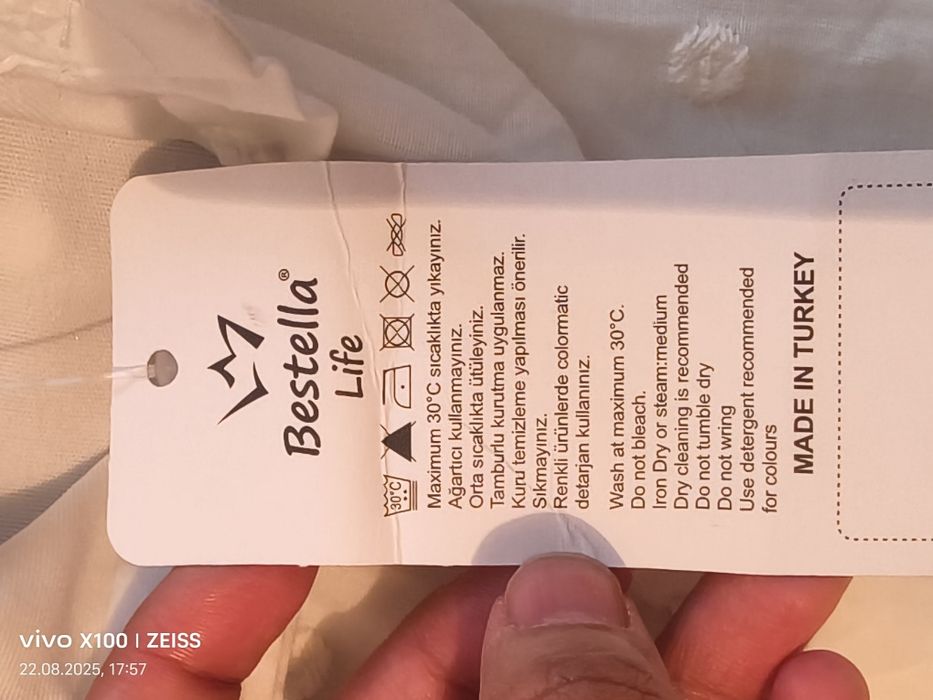 Bestella®
Life
30°C
Maximum 30°C sıcaklıkta yıkayınız.
Ağartıcı kullanmayınız.
Orta sıcaklıkta ütüleyiniz.
Tamburlu kurutma uygulanmaz.
Kuru temizleme yapılması önerilir.
Sıkmayınız.
Renkli ürünlerde colormatic
detarjan kullanınız.
Wash at maximum 30°C.
Do not bleach.
Iron Dry or steam:medium
Dry cleaning is recommended
Do not tumble dry
Do not wring
Use detergent recommended
for colours
MADE IN TURKEY
vivo X100 | ZEISS
22.08.2025, 17:57